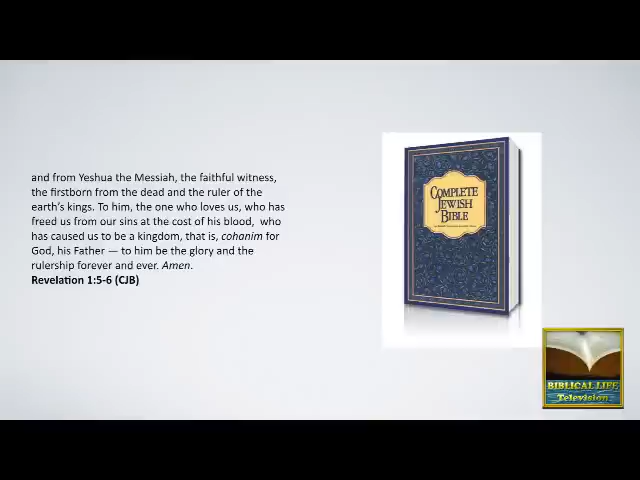 and from Yeshua the Messiah, the faithful witness,
the firstborn from the dead and the ruler of the
earth's kings. To him, the one who loves us, who has
freed us from our sins at the cost of his blood,  who
has caused us to be a kingdom, that is, cohanim for
God, his Father — to him be the glory and the
rulership forever and ever. Amen.
Revelation 1:5-6 (CJB)
COMPLETE
JEWISH
BIBLE
BIBLICAL LIFE
Television